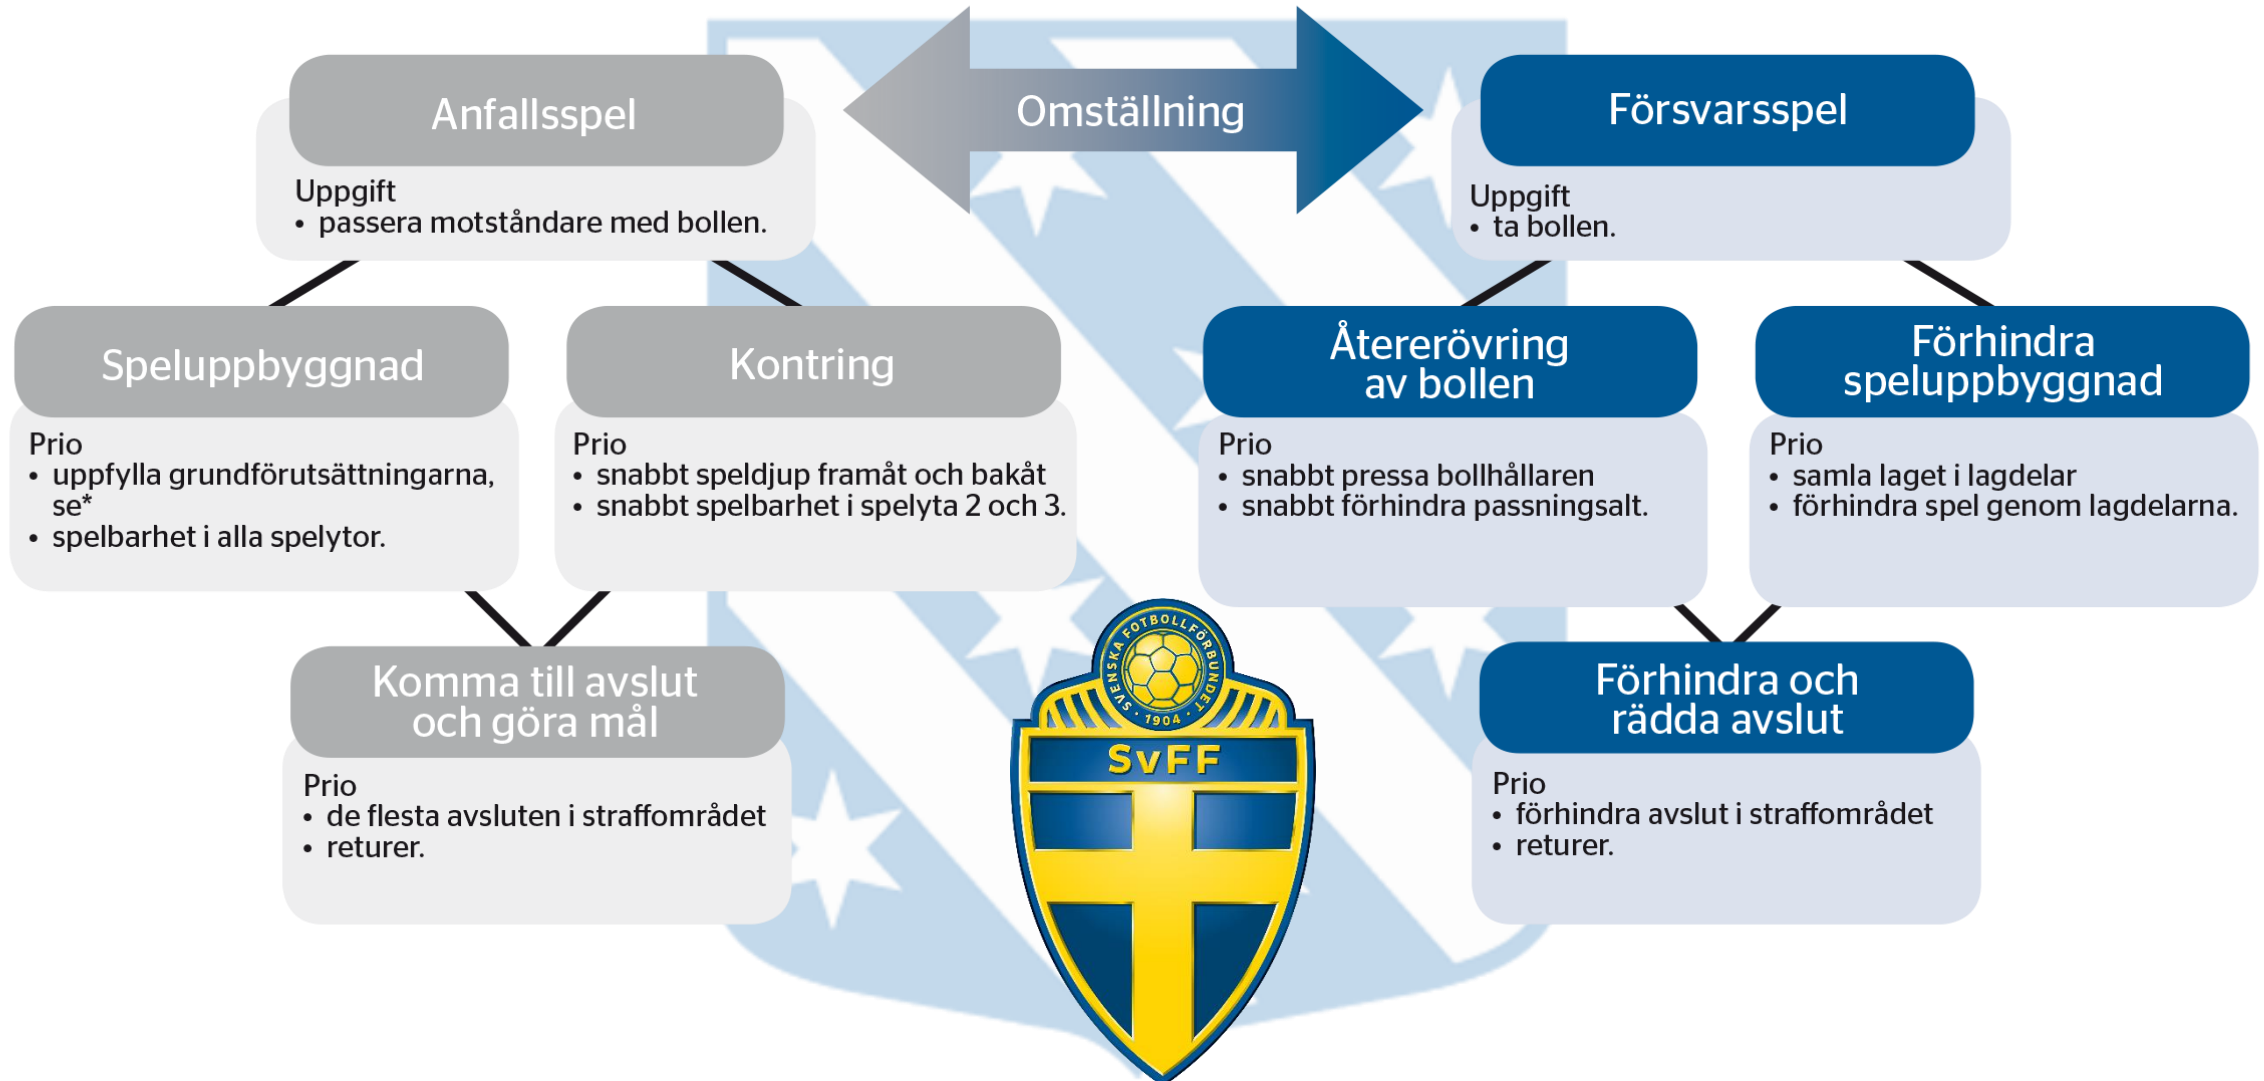 Anfallsspel
Uppgift
• passera motståndare med bollen.
Omställning
Försvarsspel
Uppgift
• ta bollen.
Speluppbyggnad
Prio
• uppfylla grundförutsättningarna,
se*
• spelbarhet i alla spelytor.
Kontring
Prio
• snabbt speldjup framåt och bakåt
• snabbt spelbarhet i spelyta 2 och 3.
Återerövring
av bollen
Prio
• snabbt pressa bollhållaren
• snabbt förhindra passningsalt.
Förhindra
speluppbyggnad
Prio
• samla laget i lagdelar
• förhindra spel genom lagdelarna.
Komma till avslut
och göra mål
Prio
• de flesta avsluten i straffområdet
• returer.
SVENSKA FOTBOLLFÖRBUNDET
· 1904 ·
SvFF
Förhindra och
rädda avslut
Prio
• förhindra avslut i straffområdet
• returer.